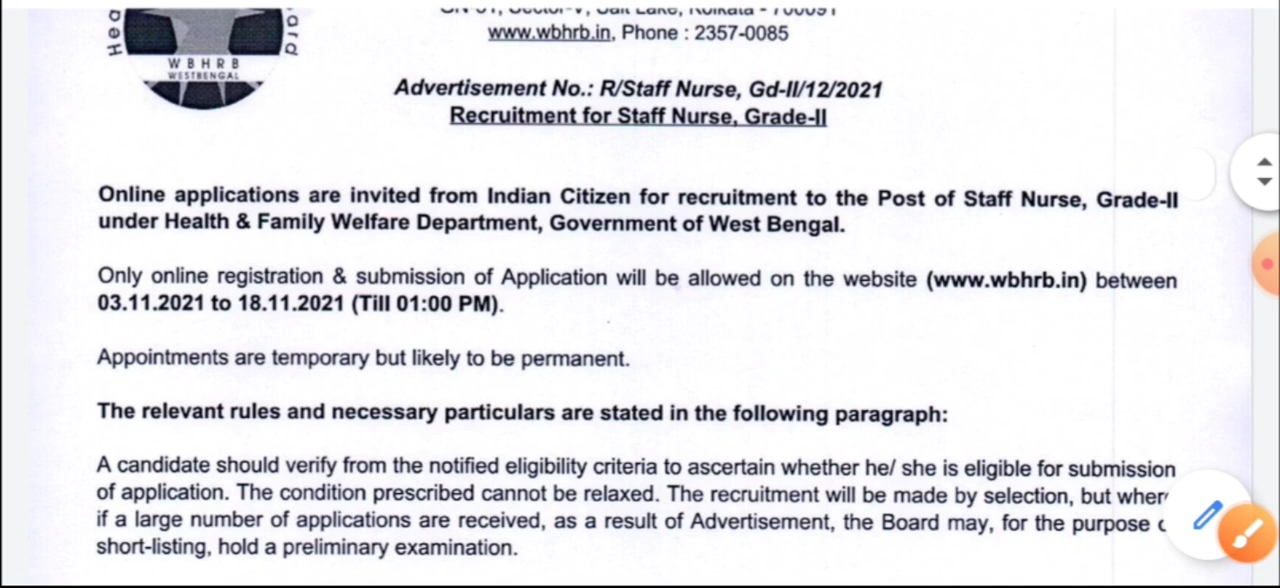 Hea
ard
W B H R B
WESTBENGAL
www.wbhrb.in, Phone : 2357-0085
Advertisement No.: R/Staff Nurse, Gd-II/12/2021
Recruitment for Staff Nurse, Grade-II
Online applications are invited from Indian Citizen for recruitment to the Post of Staff Nurse, Grade-II
under Health & Family Welfare Department, Government of West Bengal.
Only online registration & submission of Application will be allowed on the website (www.wbhrb.in) between
03.11.2021 to 18.11.2021 (Till 01:00 PM).
Appointments are temporary but likely to be permanent.
The relevant rules and necessary particulars are stated in the following paragraph:
A candidate should verify from the notified eligibility criteria to ascertain whether he/ she is eligible for submission
of application. The condition prescribed cannot be relaxed. The recruitment will be made by selection, but wher
if a large number of applications are received, as a result of Advertisement, the Board may, for the purpose
short-listing, hold a preliminary examination.